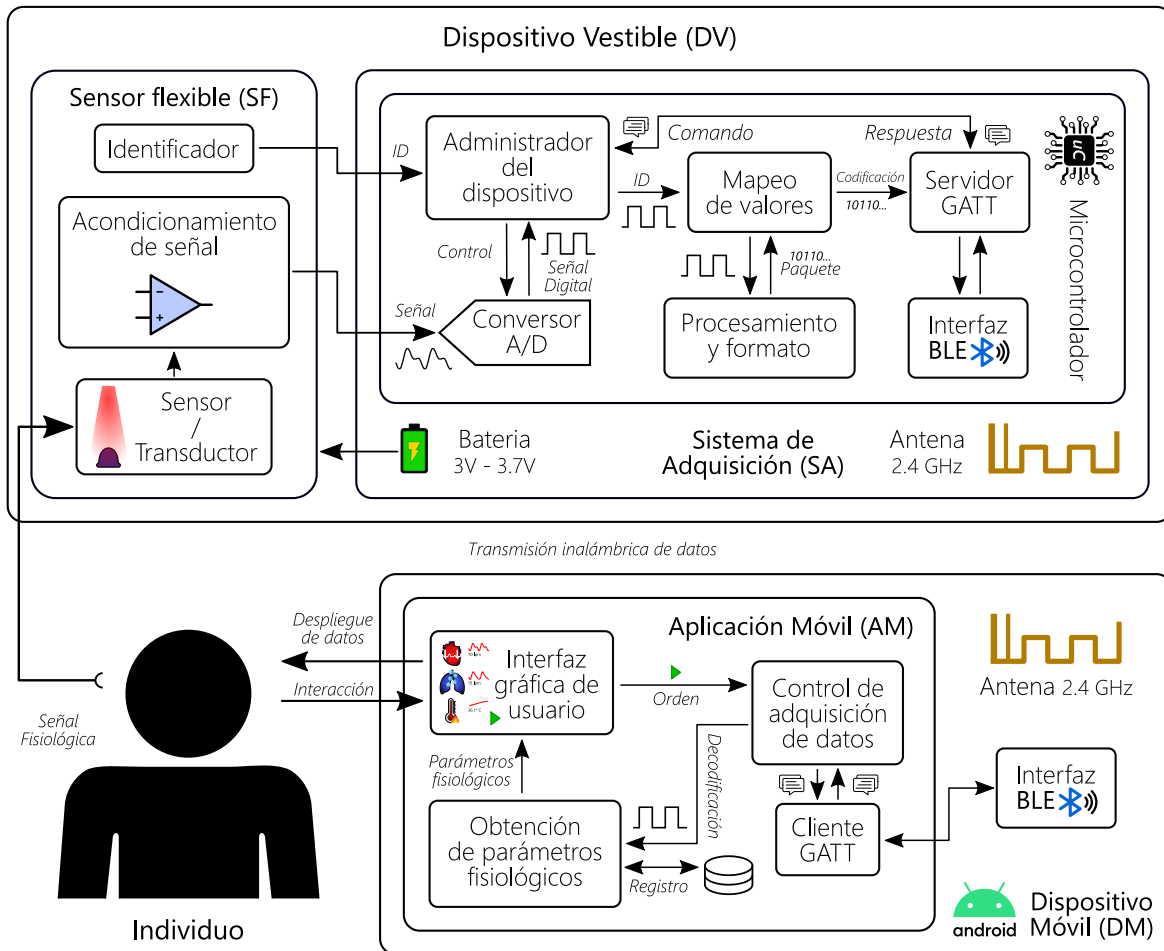 Dispositivo Vestible (DV)
Sensor flexible (SF)
Identificador
ID
Acondicionamiento
de señal
Sensor
/
Transductor
Administrador
del
dispositivo
Comando
Respuesta
ID
Mapeo
de valores
Codificación
10110...
Servidor
GATT
uC
Microcontrolador
Control
Señal
Digital
10110...
Paquete
Señal
Conversor
A/D
Procesamiento
y formato
Interfaz
BLE
Bateria
3V - 3.7V
Sistema de
Adquisición (SA)
Antena
2.4 GHz
Transmisión inalámbrica de datos
Despliegue
de datos
Interacción
Señal
Fisiológica
Individuo
Aplicación Móvil (AM)
Interfaz
gráfica de
usuario
Orden
Control de
adquisición
de datos
Antena 2.4 GHz
Parámetros
fisiológicos
Decodificación
Obtención
de parámetros
fisiológicos
Registro
Cliente
GATT
Interfaz
BLE
android
Dispositivo
Móvil (DM)